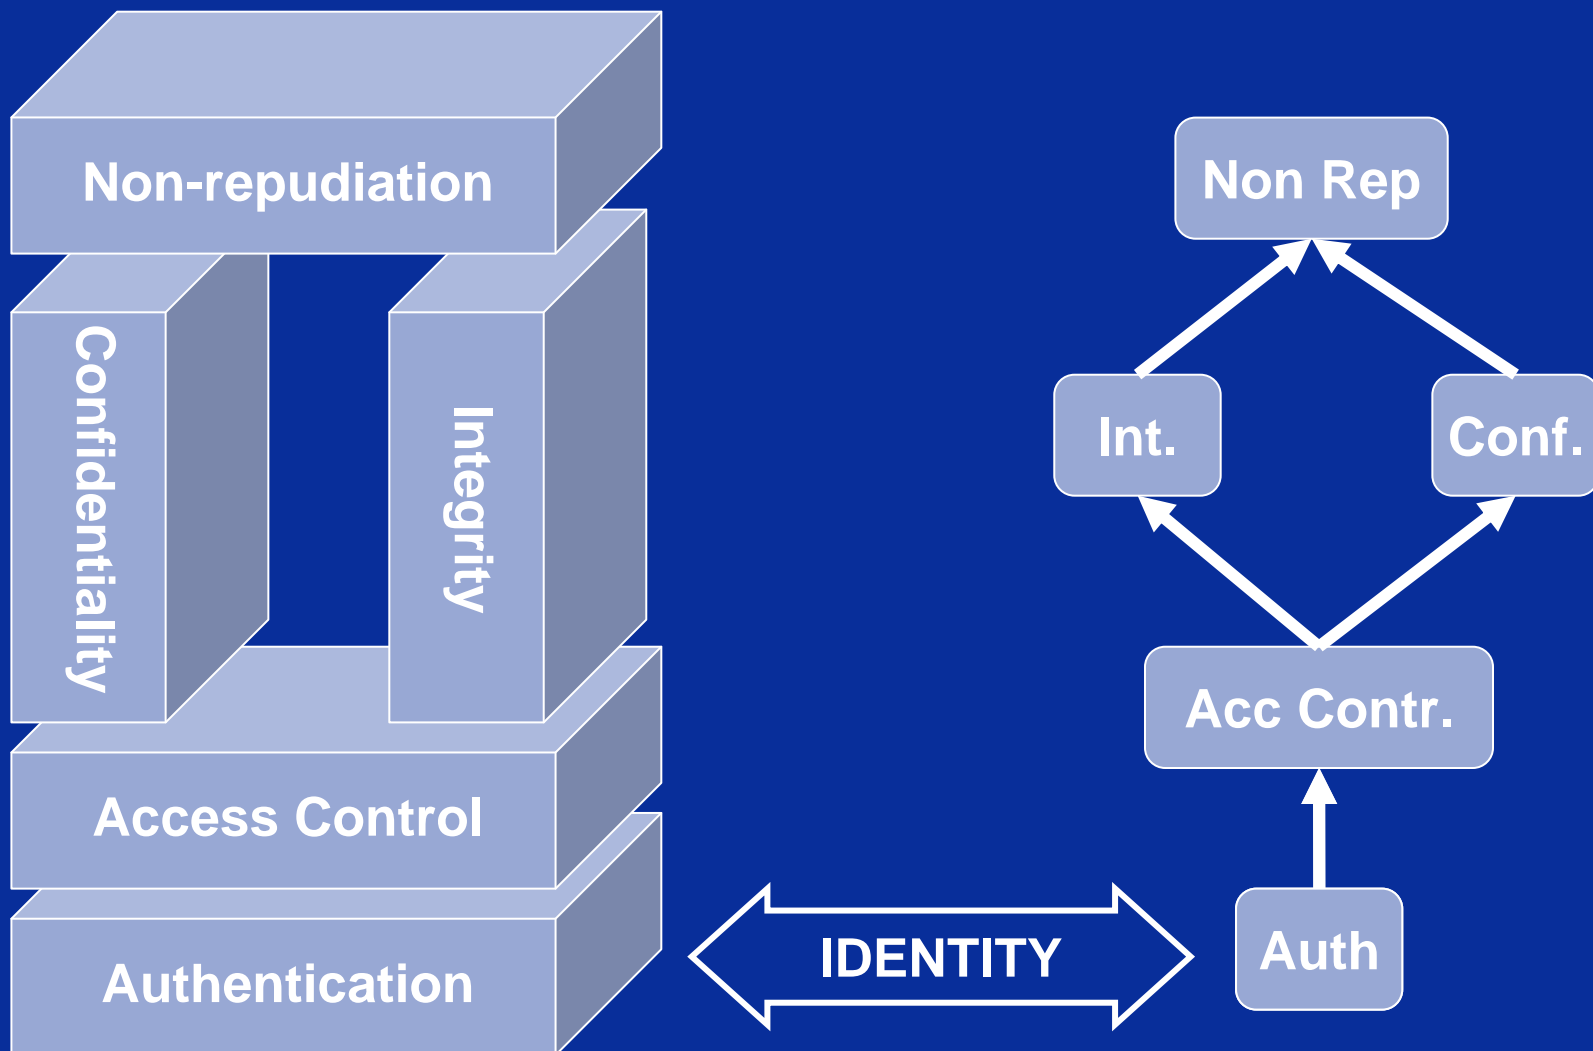 Non-repudiation
Confidentiality
Integrity
Access Control
Authentication
IDENTITY
Non Rep
Int.
Conf.
Acc Contr.
Auth